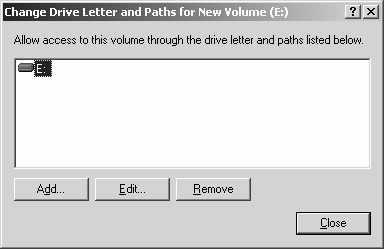 Change Drive Letter and Paths for New Volume (E:)
Allow access to this volume through the drive letter and paths listed below.
E:
Add... Edit... Remove
Close